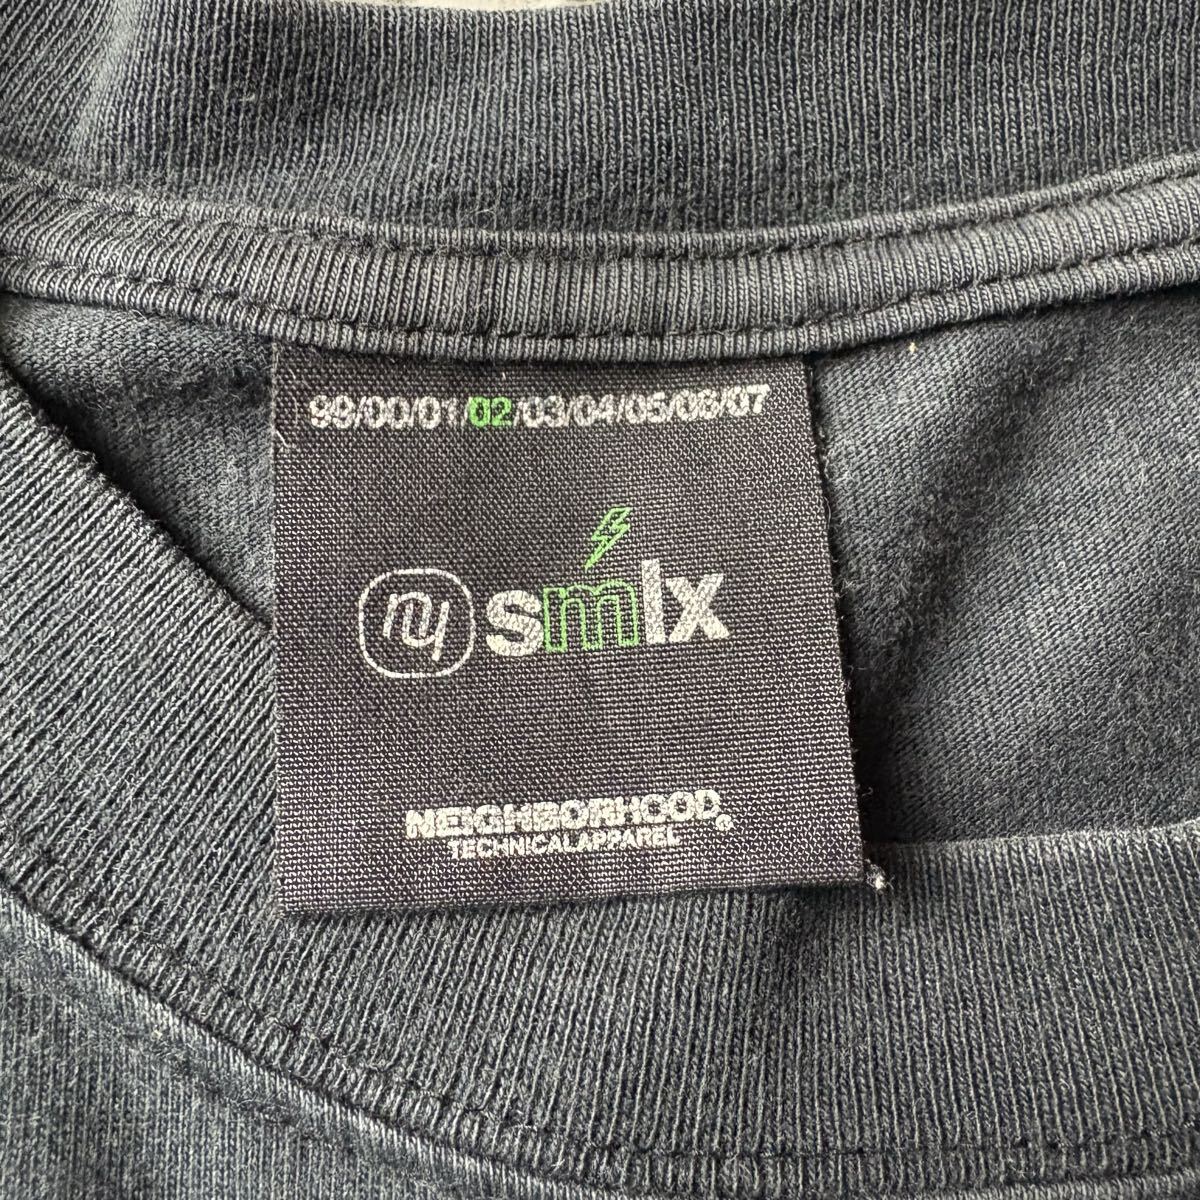 99/00/01/02/03/04/05/06/07
smlx
NEIGHBORHOOD®
TECHNICALAPPAREL